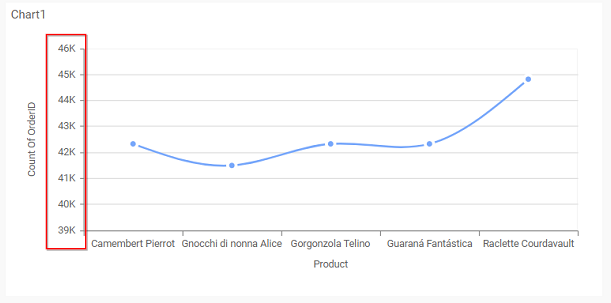 Chart1
46K
45K
44K
43K
42K
41K
40K
39K
Count Of OrderID
Camembert Pierrot
Gnocchi di nonna Alice
Gorgonzola Telino
Guaraná Fantástica
Raclette Courdavault
Product